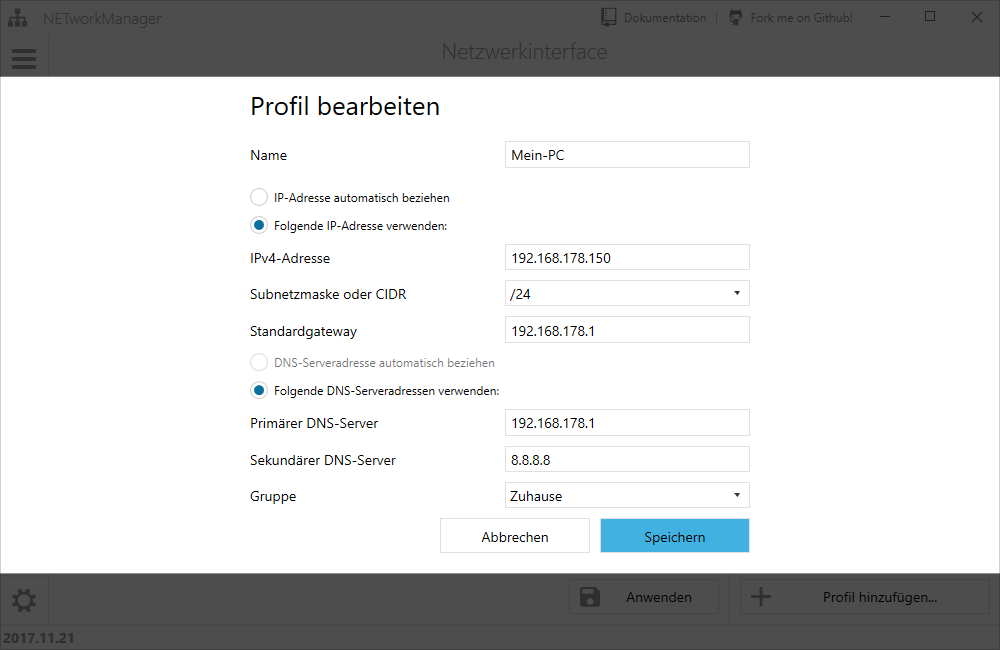 NETworkManager
Dokumentation | Fork me on Github!
Netzwerkinterface
Profil bearbeiten
Name Mein-PC
IP-Adresse automatisch beziehen
Folgende IP-Adresse verwenden:
IPv4-Adresse 192.168.178.150
Subnetzmaske oder CIDR /24
Standardgateway 192.168.178.1
DNS-Serveradresse automatisch beziehen
Folgende DNS-Serveradressen verwenden:
Primärer DNS-Server 192.168.178.1
Sekundärer DNS-Server 8.8.8.8
Gruppe Zuhause
Abbrechen Speichern
Anwenden Profil hinzufügen...
2017.11.21